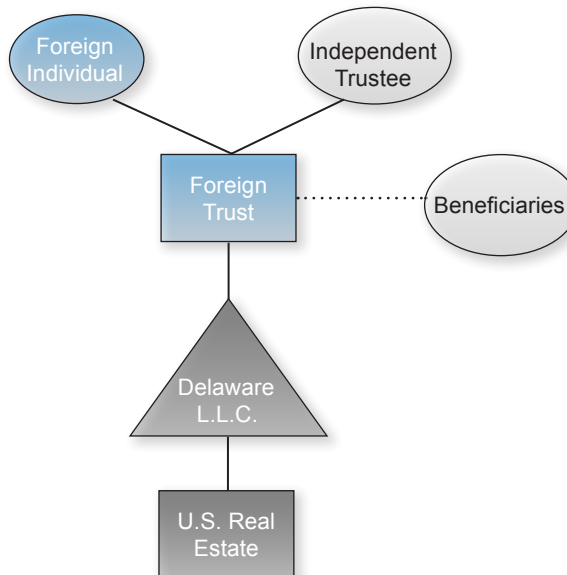 Foreign
Individual
Independent
Trustee
Foreign
Trust
Beneficiaries
Delaware
L.L.C.
U.S. Real
Estate